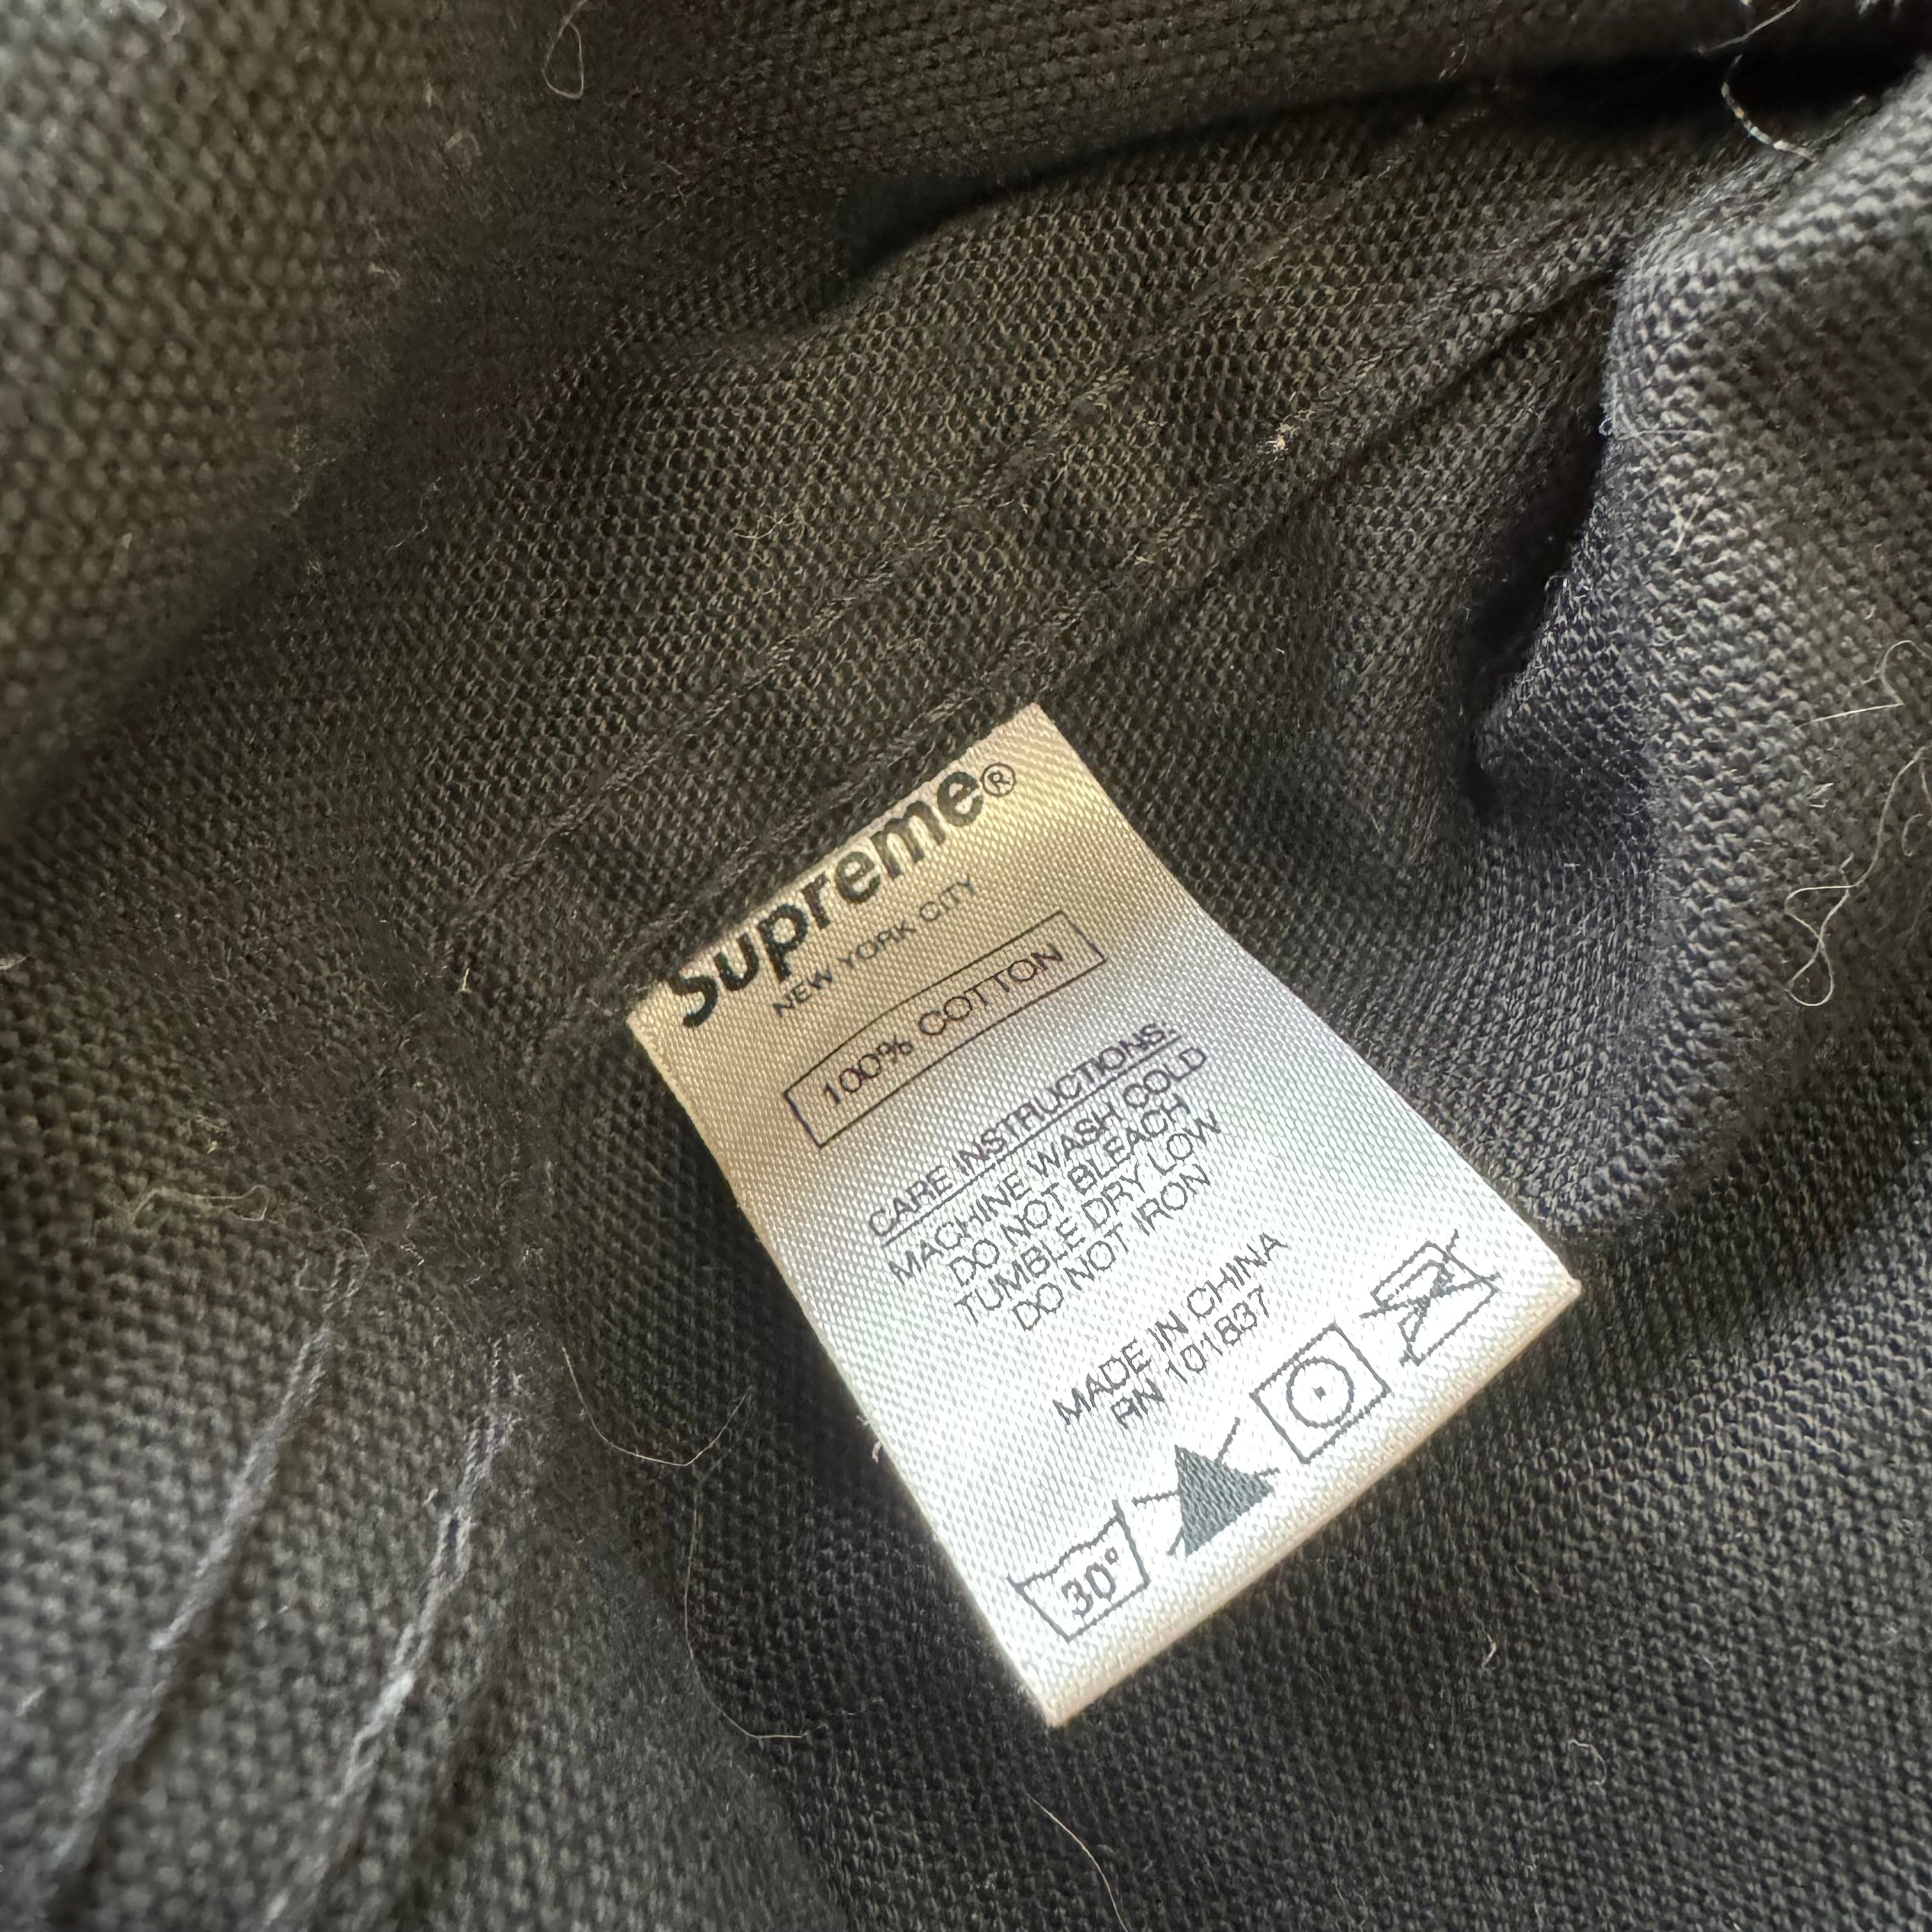 Supreme®
NEW YORK CITY
100% COTTON
CARE INSTRUCTIONS:
MACHINE WASH COLD
DO NOT BLEACH
TUMBLE DRY LOW
DO NOT IRON
MADE IN CHINA
RN 101837
30°